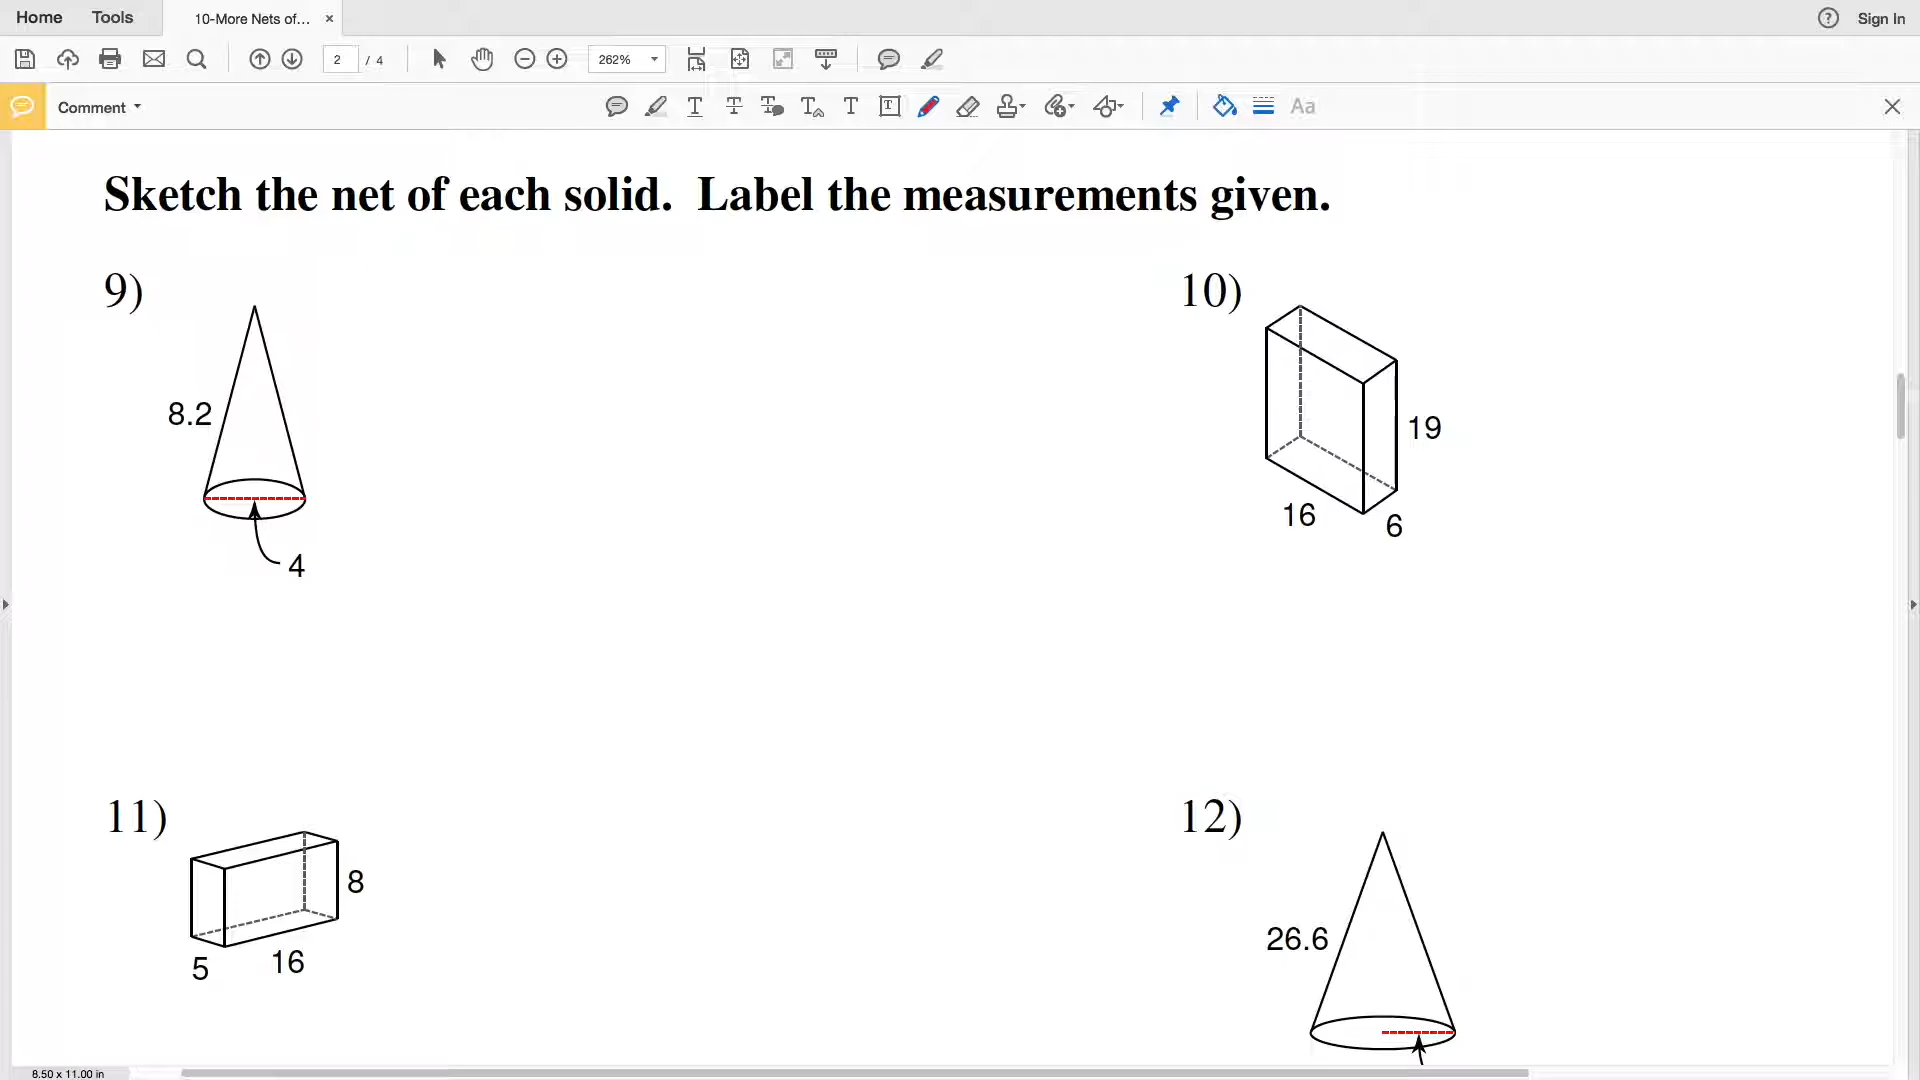 Home Tools 10-More Nets of... × ? Sign In
2 / 4 262%
Comment T T T T T T Aa
Sketch the net of each solid.  Label the measurements given.
9) 10)
8.2 19
16 6
4
11) 12)
8
26.6
5 16
8.50 x 11.00 in